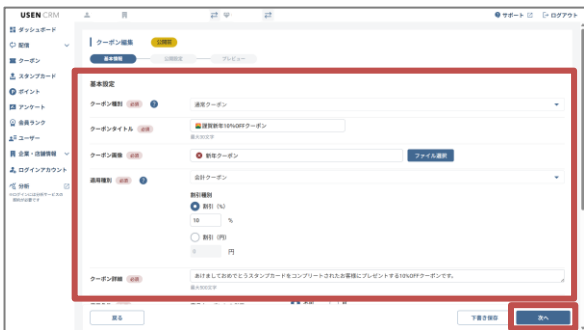 USEN CRM
サポート
ログアウト
ダッシュボード
配信
クーポン
スタンプカード
ポイント
アンケート
会員ランク
ユーザー
企業・店舗情報
ログインアカウント
分析
クーポン編集
公開前
基本情報
公開設定
プレビュー
基本設定
クーポン種別 必須 ?
通常クーポン
クーポンタイトル 必須
🎍謹賀新年10%OFFクーポン
最大30文字
クーポン画像 必須
新年クーポン
ファイル選択
適用種別 必須 ?
会計クーポン
割引種別
割引 (%)
10 %
割引 (円)
0 円
クーポン詳細 必須
あけましておめでとうスタンプカードをコンプリートされたお客様にプレゼントする10%OFFクーポンです。
戻る
下書き保存
次へ